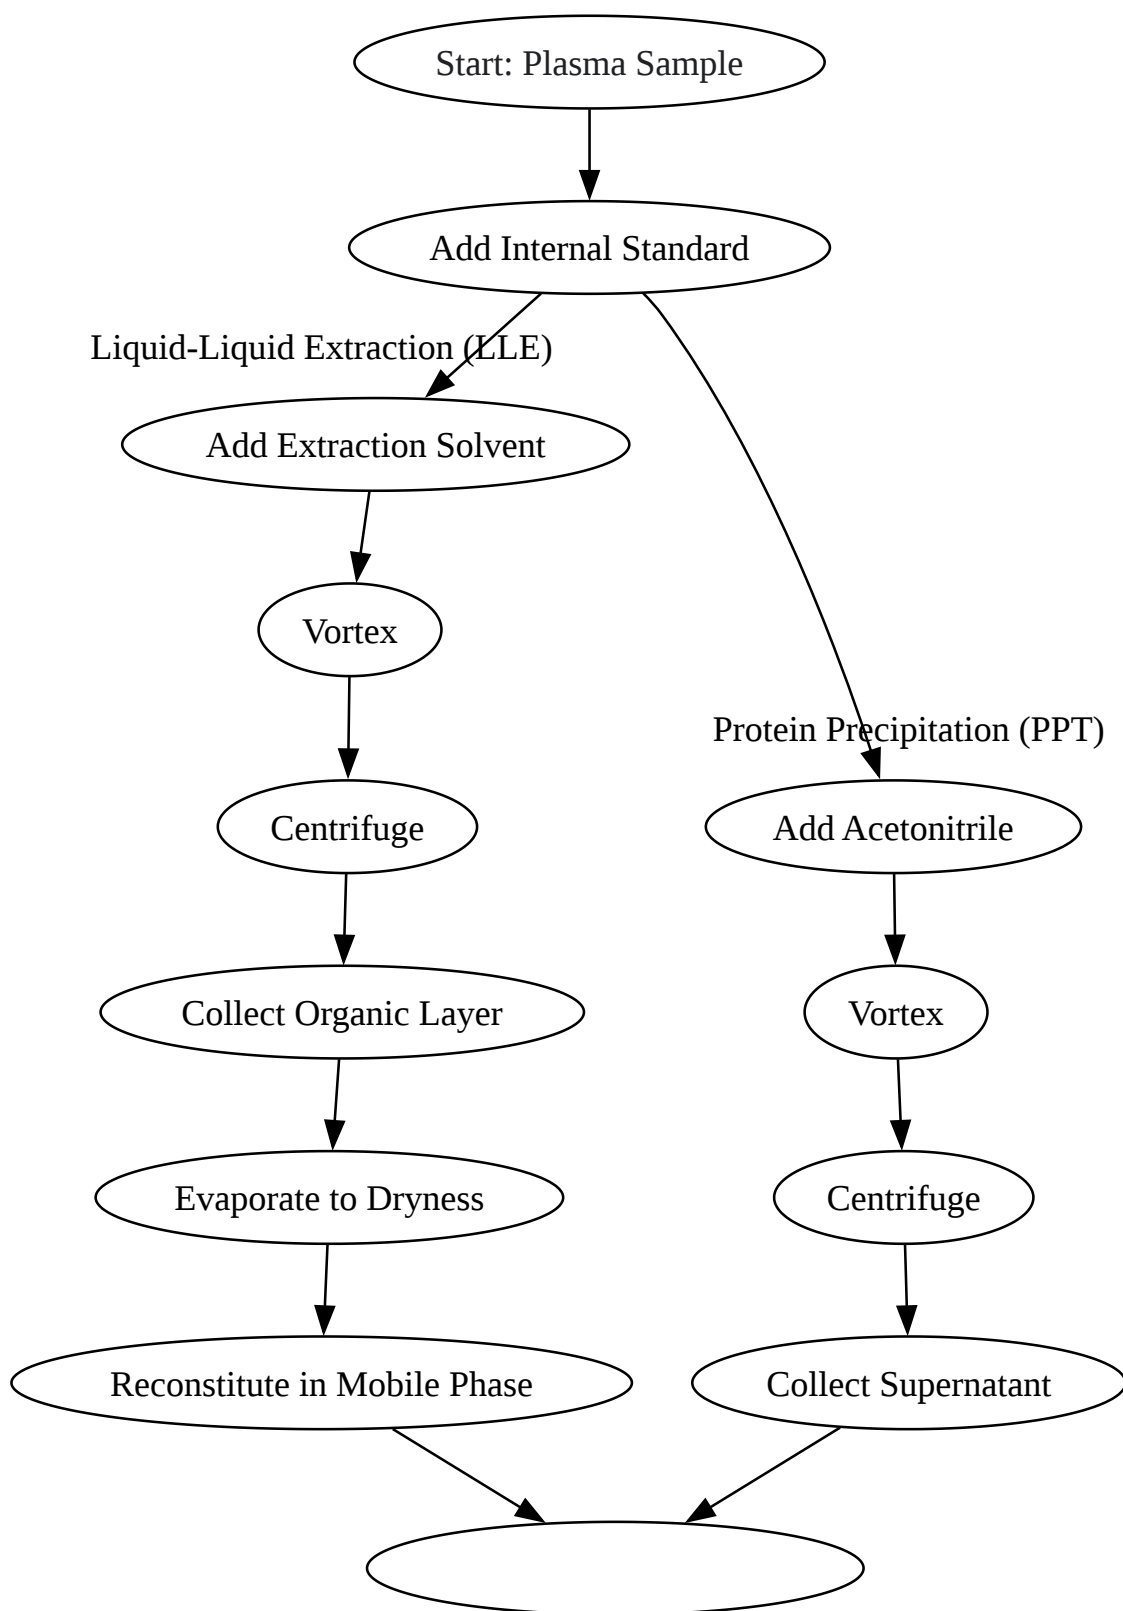 Start: Plasma Sample
Add Internal Standard
Liquid-Liquid Extraction (LLE)
Add Extraction Solvent
Vortex
Centrifuge
Collect Organic Layer
Evaporate to Dryness
Reconstitute in Mobile Phase
Protein Precipitation (PPT)
Add Acetonitrile
Vortex
Centrifuge
Collect Supernatant